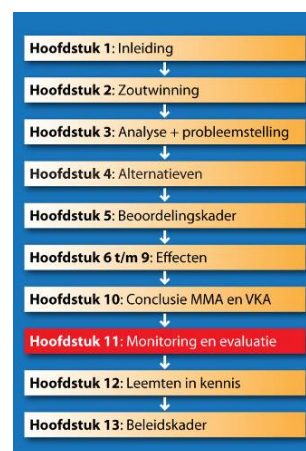 Hoofdstuk 1: Inleiding
Hoofdstuk 2: Zoutwinning
Hoofdstuk 3: Analyse + probleemstelling
Hoofdstuk 4: Alternatieven
Hoofdstuk 5: Beoordelingskader
Hoofdstuk 6 t/m 9: Effecten
Hoofdstuk 10: Conclusie MMA en VKA
Hoofdstuk 11: Monitoring en evaluatie
Hoofdstuk 12: Leemten in kennis
Hoofdstuk 13: Beleidskader